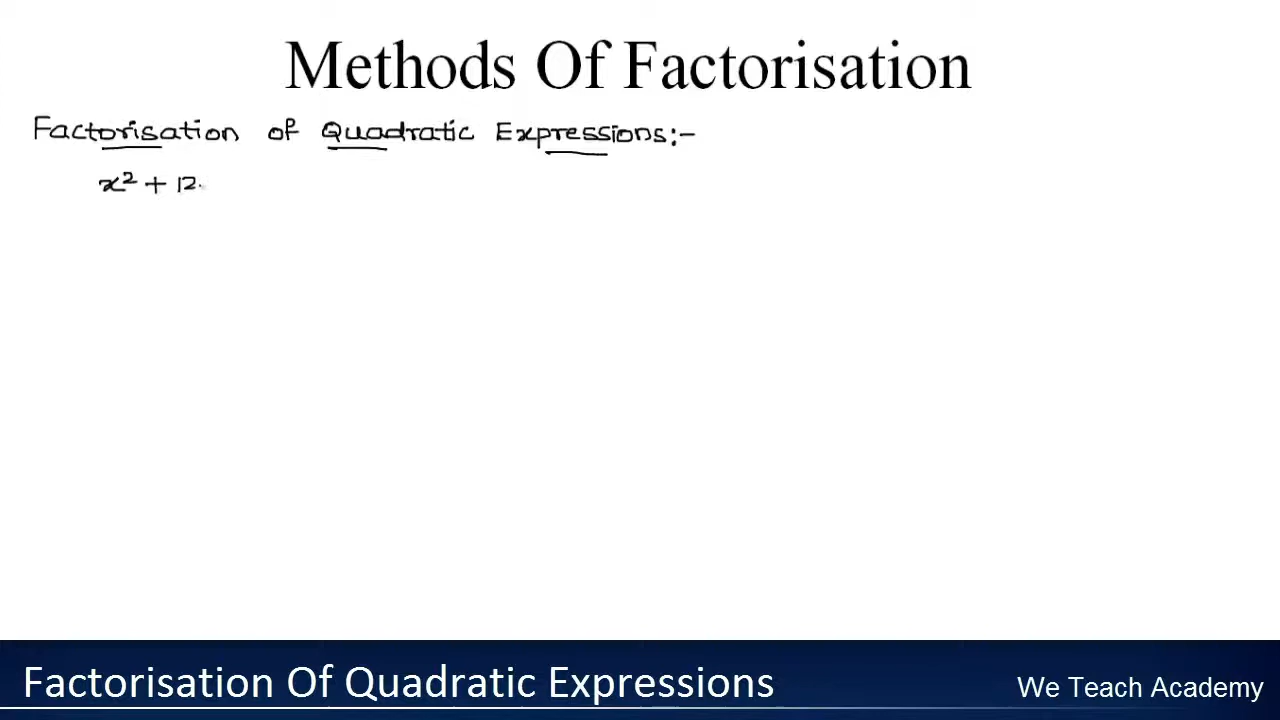 Methods Of Factorisation
Factorisation of Quadratic Expressions:-
x² + 12
Factorisation Of Quadratic Expressions
We Teach Academy